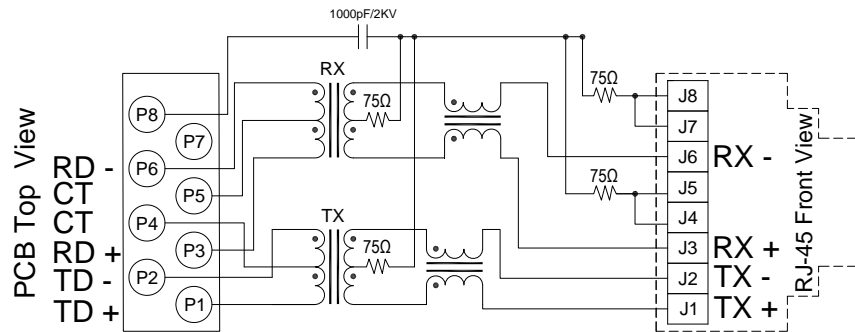 1000pF/2KV
RX
75Ω
75Ω
75Ω
TX
75Ω
PCB Top View
RD -
CT
CT
RD +
TD -
TD +
P8
P7
P6
P5
P4
P3
P2
P1
J8
J7
J6
J5
J4
J3
J2
J1
RX -
RX +
TX -
TX +
RJ-45 Front View